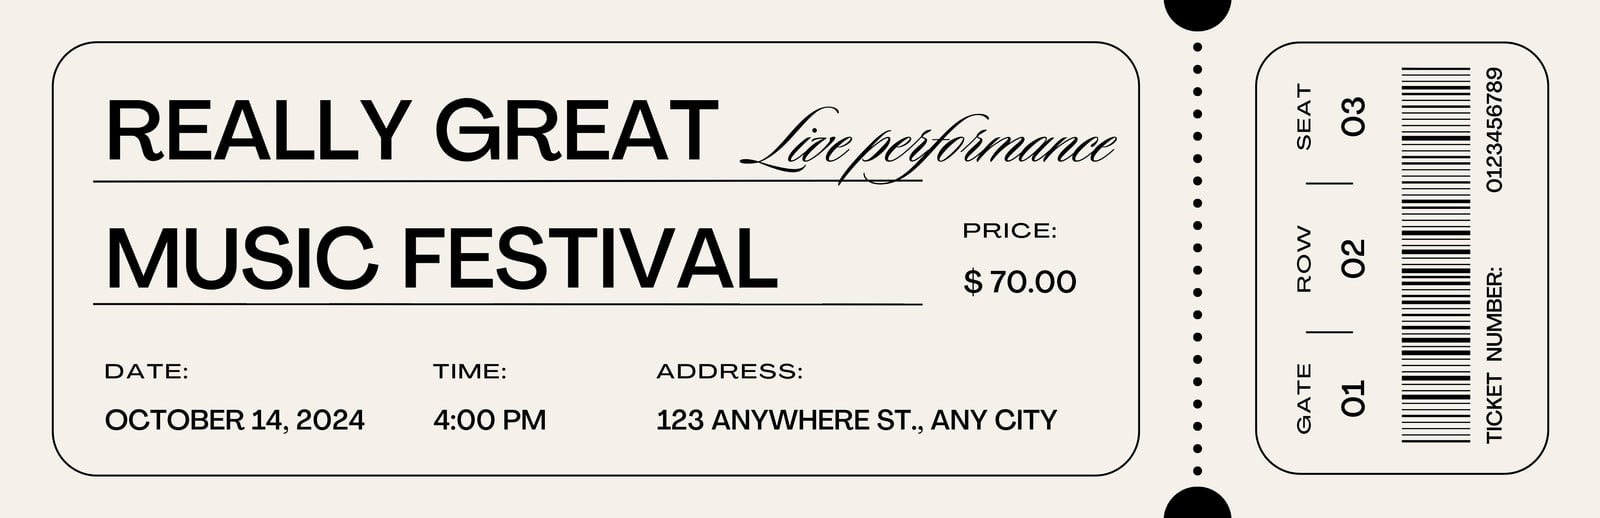 REALLY GREAT Live performance
MUSIC FESTIVAL
PRICE:
$ 70.00
DATE:
OCTOBER 14, 2024
TIME:
4:00 PM
ADDRESS:
123 ANYWHERE ST., ANY CITY
GATE
01
ROW
02
SEAT
03
TICKET NUMBER: 0123456789